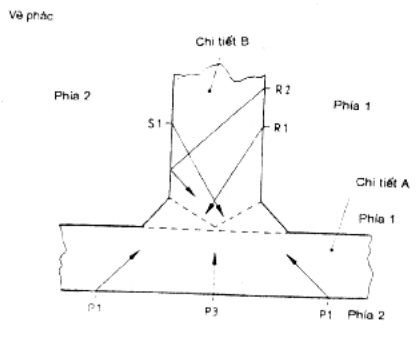 Vẽ phác
Chi tiết B
Phía 2
R2
Phía 1
S1
R1
Chi tiết A
Phía 1
P1
P3
P1
Phía 2